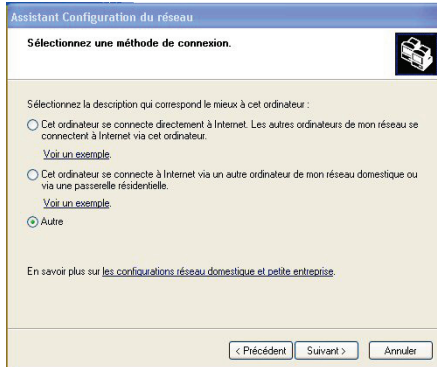 Assistant Configuration du réseau
Sélectionnez une méthode de connexion.
Sélectionnez la description qui correspond le mieux à cet ordinateur :
Cet ordinateur se connecte directement à Internet. Les autres ordinateurs de mon réseau se
connectent à Internet via cet ordinateur.
Voir un exemple.
Cet ordinateur se connecte à Internet via un autre ordinateur de mon réseau domestique ou
via une passerelle résidentielle.
Voir un exemple.
Autre
En savoir plus sur les configurations réseau domestique et petite entreprise.
< Précédent Suivant > Annuler